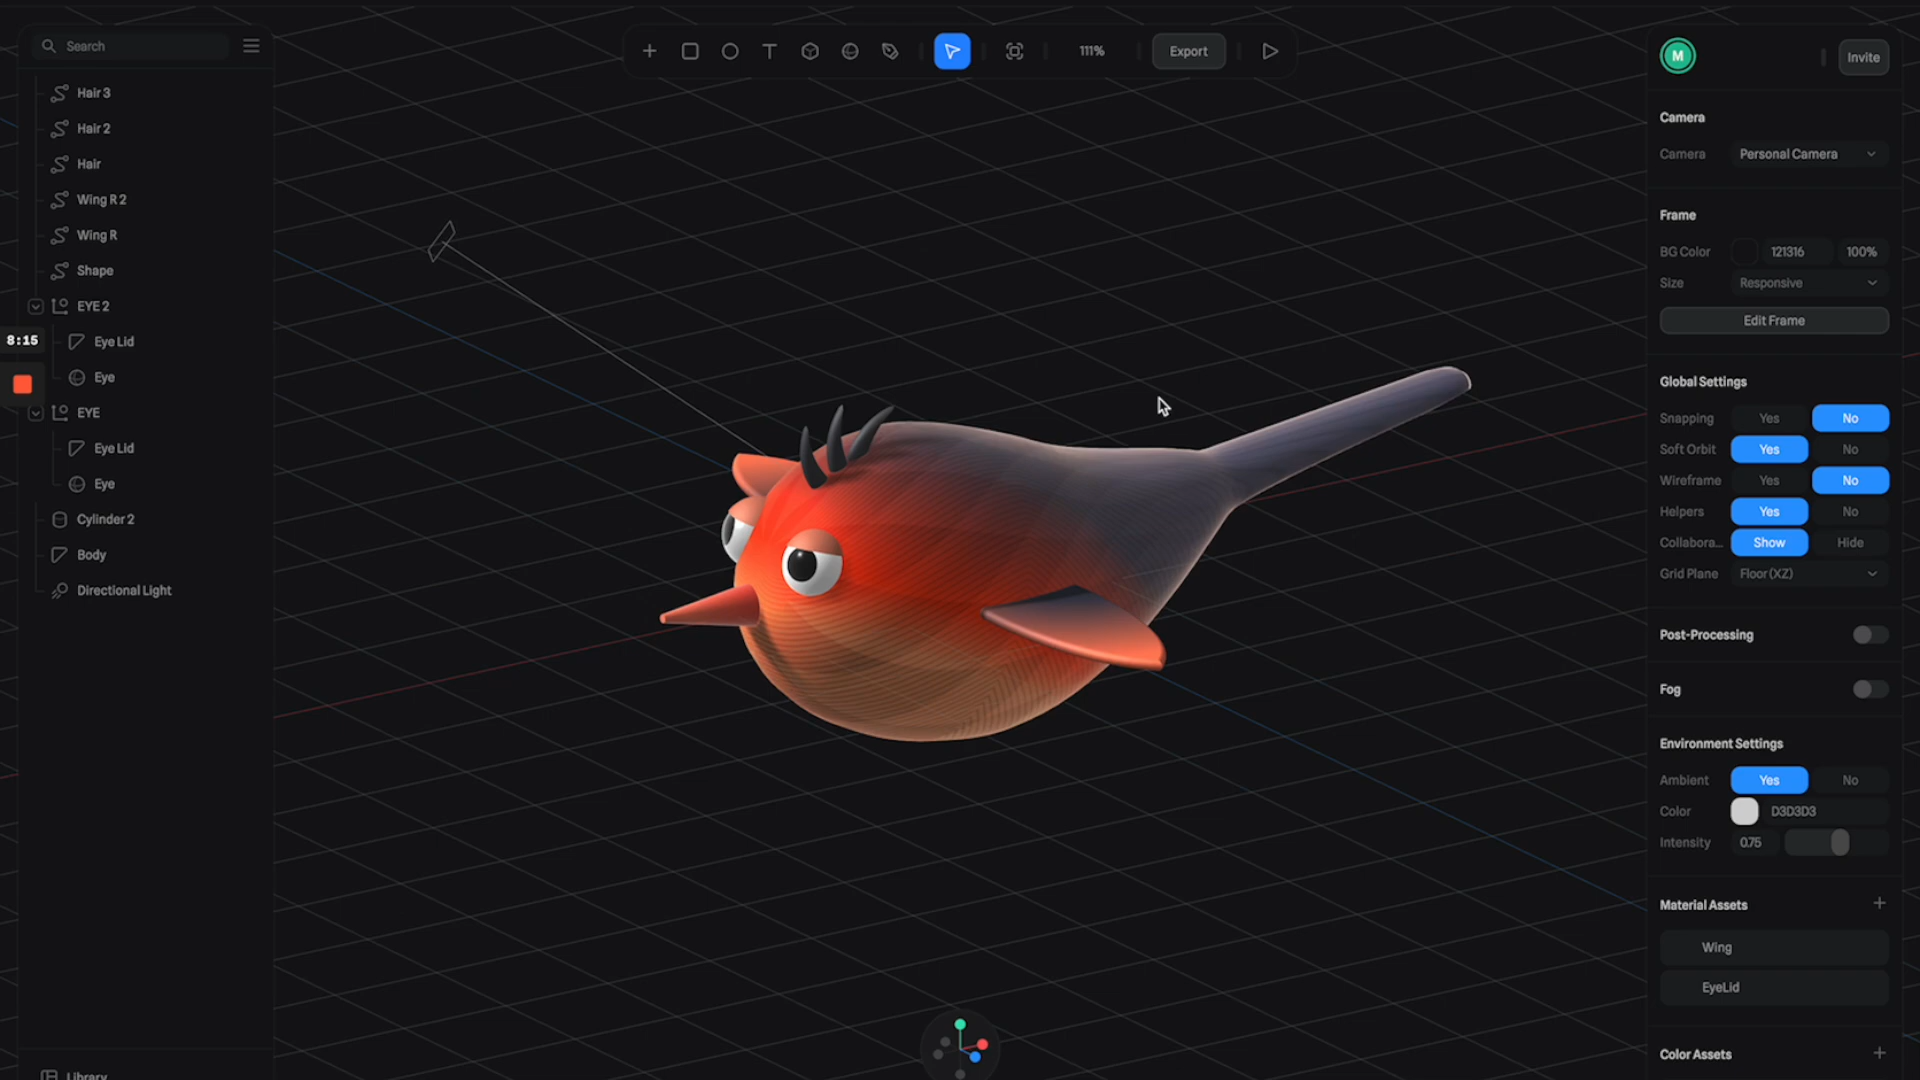 Search
Hair 3
Hair 2
Hair
Wing R 2
Wing R
Shape
EYE 2
8:15
Eye Lid
Eye
EYE
Eye Lid
Eye
Cylinder 2
Body
Directional Light
Library
T
111%
Export
M
Invite
Camera
Camera Personal Camera
Frame
BG Color 121316 100%
Size Responsive
Edit Frame
Global Settings
Snapping Yes No
Soft Orbit Yes No
Wireframe Yes No
Helpers Yes No
Collabora... Show Hide
Grid Plane Floor (XZ)
Post-Processing
Fog
Environment Settings
Ambient Yes No
Color D3D3D3
Intensity 0.75
Material Assets
Wing
EyeLid
Color Assets